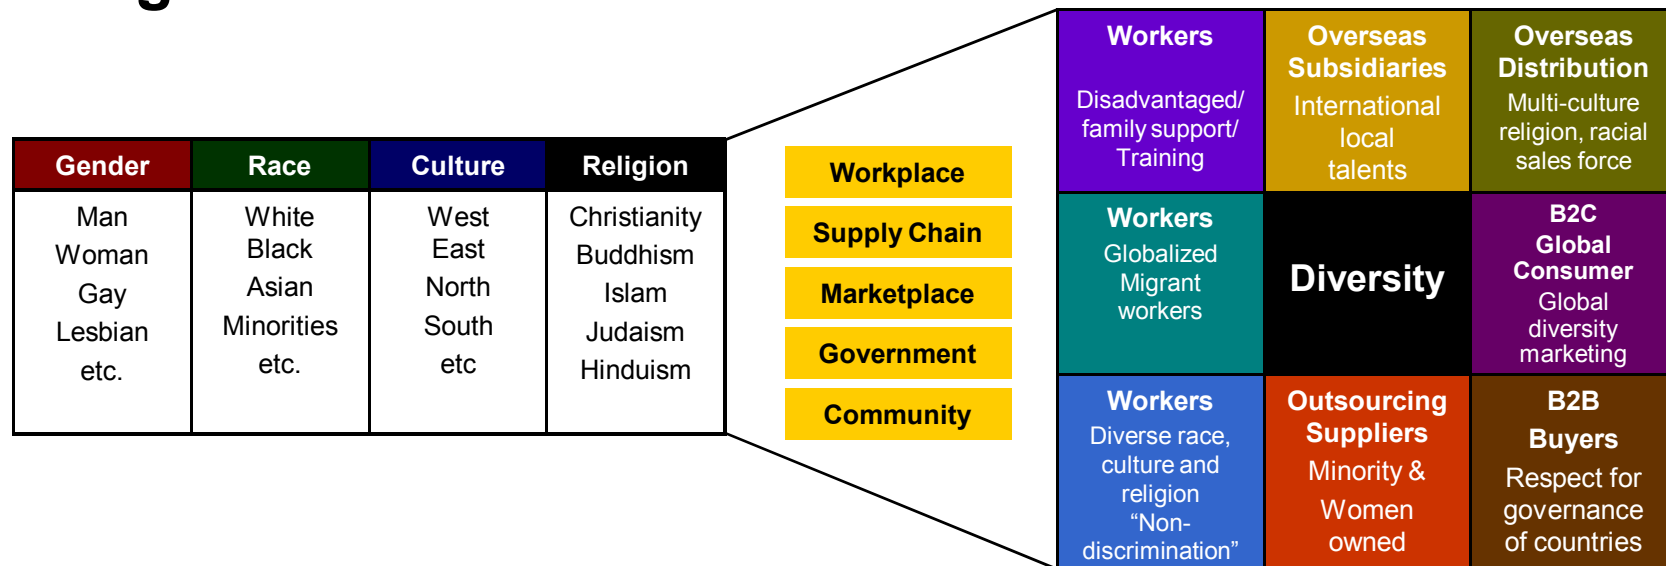 g
Gender
Man
Woman
Gay
Lesbian
etc.
Race
White
Black
Asian
Minorities
etc.
Culture
West
East
North
South
etc
Religion
Christianity
Buddhism
Islam
Judaism
Hinduism
Workplace
Supply Chain
Marketplace
Government
Community
Workers
Disadvantaged/
family support/
Training
Overseas
Subsidiaries
International
local
talents
Overseas
Distribution
Multi-culture
religion, racial
sales force
Workers
Globalized
Migrant
workers
Diversity
B2C
Global
Consumer
Global
diversity
marketing
Workers
Diverse race,
culture and
religion
“Non-
discrimination”
Outsourcing
Suppliers
Minority &
Women
owned
B2B
Buyers
Respect for
governance
of countries